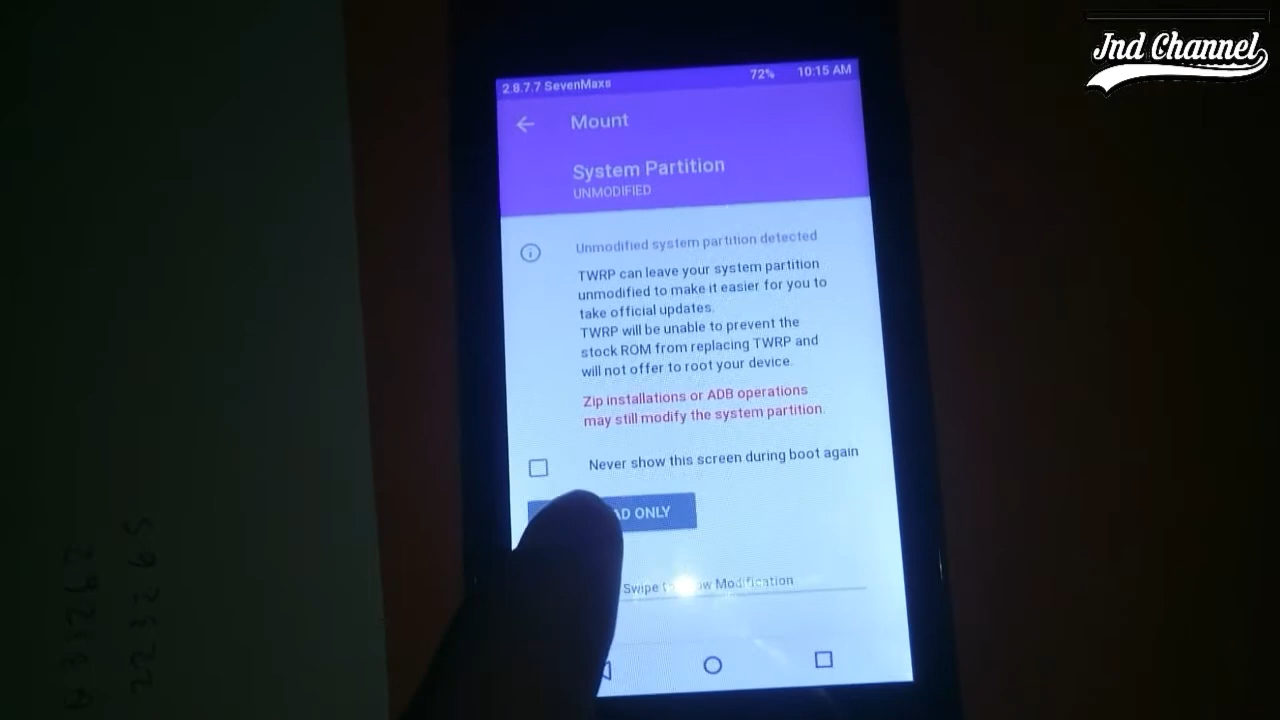 Jnd Channel
2.8.7.7 SevenMaxs 72% 10:15 AM
Mount
System Partition
UNMODIFIED
Unmodified system partition detected
TWRP can leave your system partition
unmodified to make it easier for you to
take official updates.
TWRP will be unable to prevent the
stock ROM from replacing TWRP and
will not offer to root your device.
Zip installations or ADB operations
may still modify the system partition.
Never show this screen during boot again
ONLY
Swipe Modification